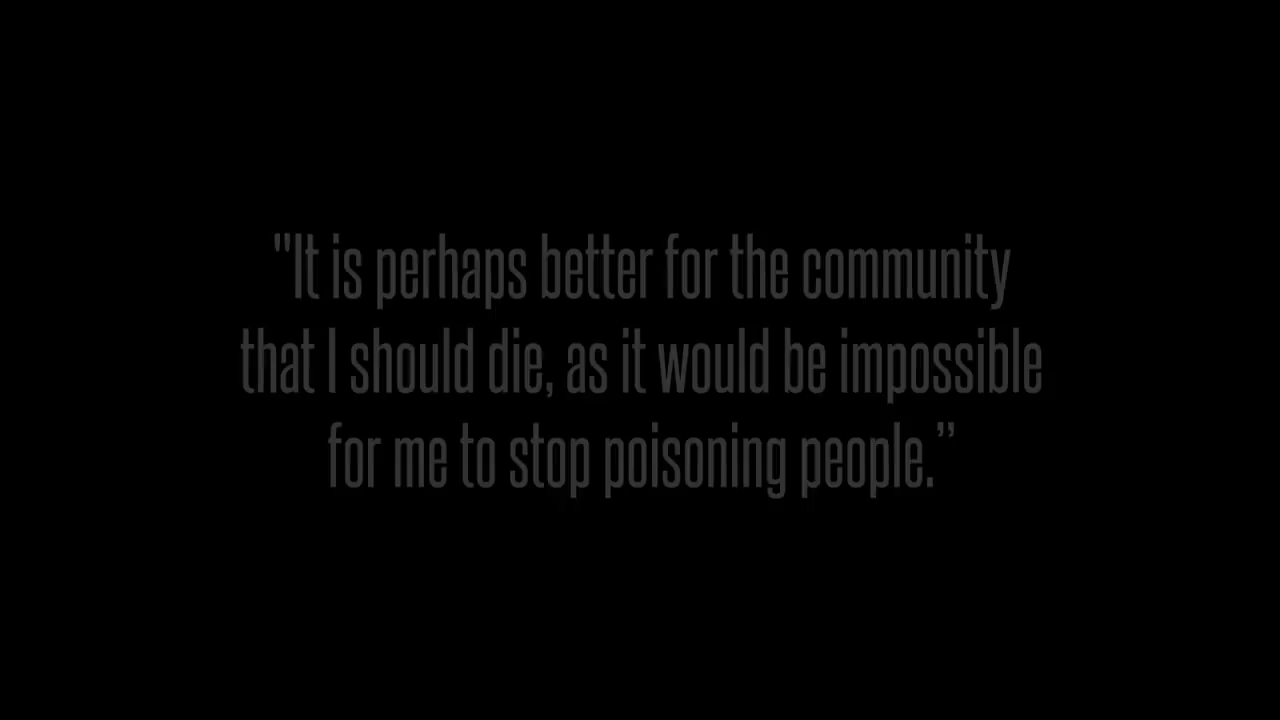 "It is perhaps better for the community
that I should die, as it would be impossible
for me to stop poisoning people.”